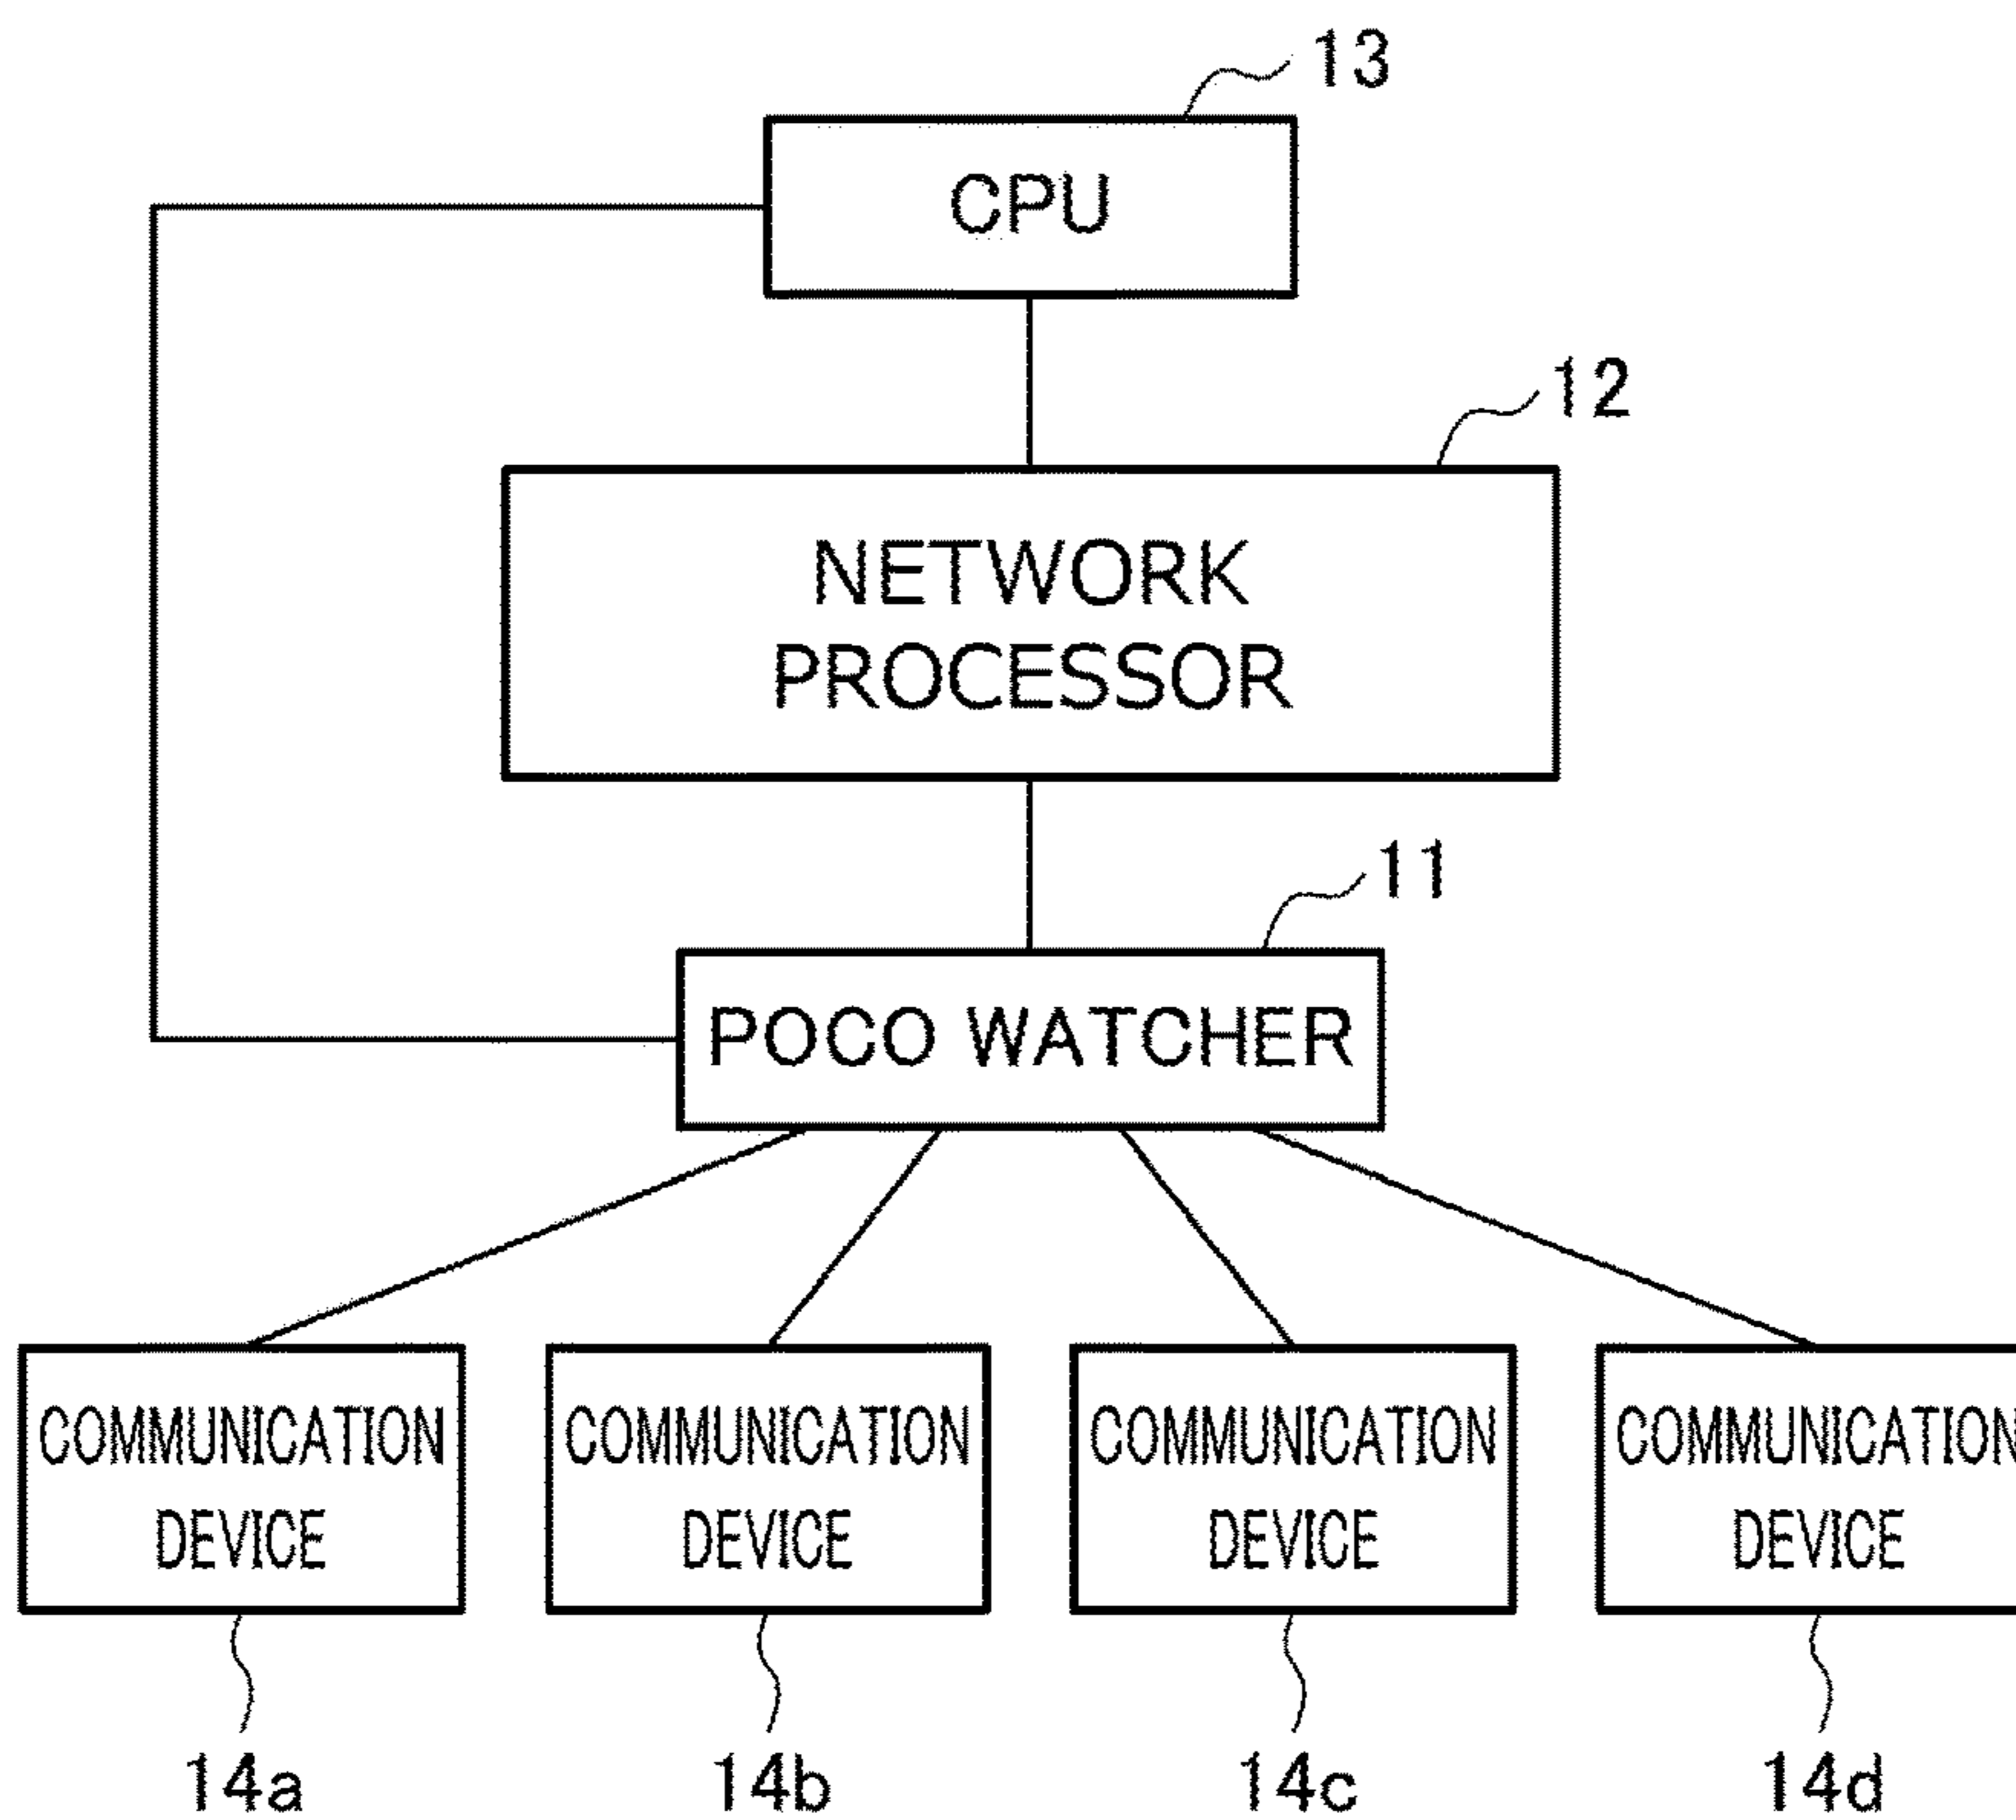 13
CPU
12
NETWORK
PROCESSOR
11
POCO WATCHER
COMMUNICATION
DEVICE
COMMUNICATION
DEVICE
COMMUNICATION
DEVICE
COMMUNICATION
DEVICE
14a
14b
14c
14d